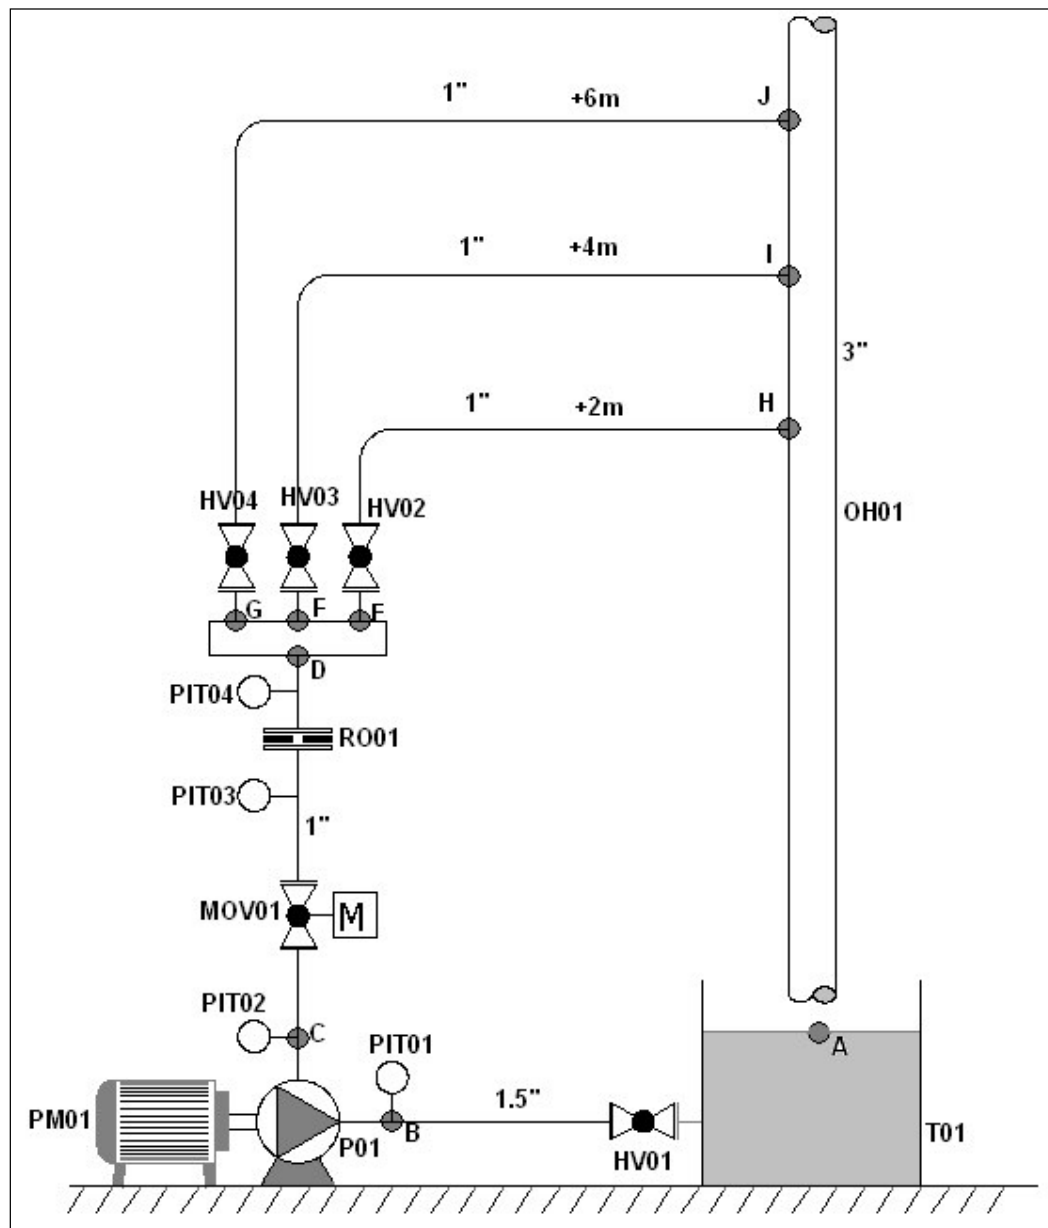 1" +6m J
1" +4m I
3"
1" +2m H
HV04 HV03 HV02 OH01
G F F
D
PIT04
RO01
PIT03
1"
MOV01 M
PIT02 C PIT01 A
1.5"
PM01 P01 B HV01 T01